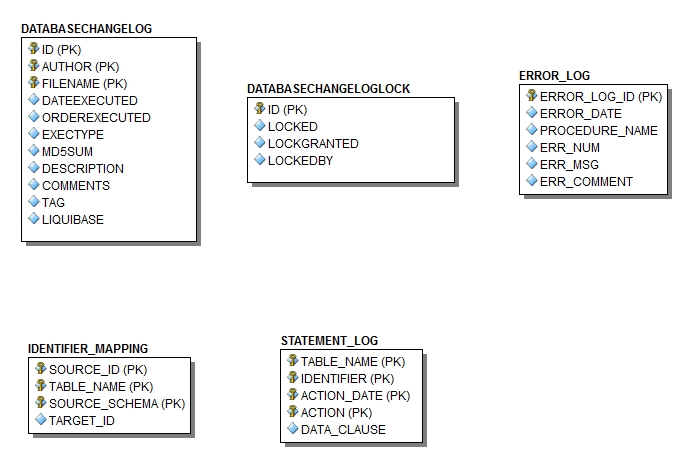 DATABASECHANGELOG
ID (PK)
AUTHOR (PK)
FILENAME (PK)
DATEEXECUTED
ORDEREXECUTED
EXECTYPE
MD5SUM
DESCRIPTION
COMMENTS
TAG
LIQUIBASE
DATABASECHANGELOGLOCK
ID (PK)
LOCKED
LOCKGRANTED
LOCKEDBY
ERROR_LOG
ERROR_LOG_ID (PK)
ERROR_DATE
PROCEDURE_NAME
ERR_NUM
ERR_MSG
ERR_COMMENT
IDENTIFIER_MAPPING
SOURCE_ID (PK)
TABLE_NAME (PK)
SOURCE_SCHEMA (PK)
TARGET_ID
STATEMENT_LOG
TABLE_NAME (PK)
IDENTIFIER (PK)
ACTION_DATE (PK)
ACTION (PK)
DATA_CLAUSE